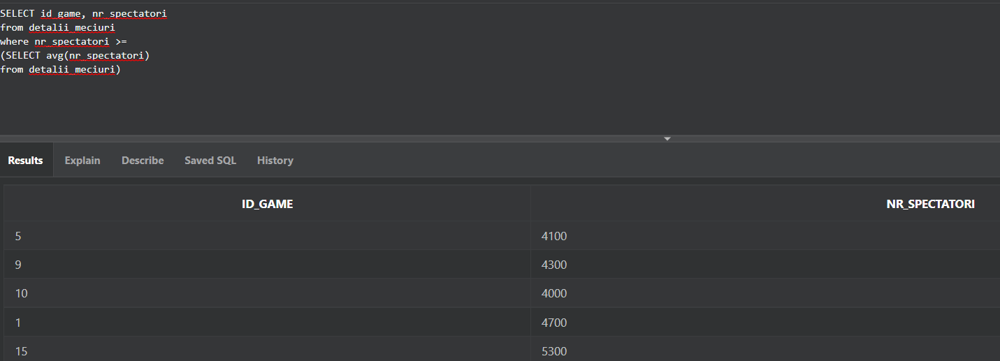 SELECT id_game, nr_spectatori
from detalii_meciuri
where nr_spectatori >=
(SELECT avg(nr_spectatori)
from detalii_meciuri)
Results Explain Describe Saved SQL History
ID_GAME NR_SPECTATORI
5 4100
9 4300
10 4000
1 4700
15 5300